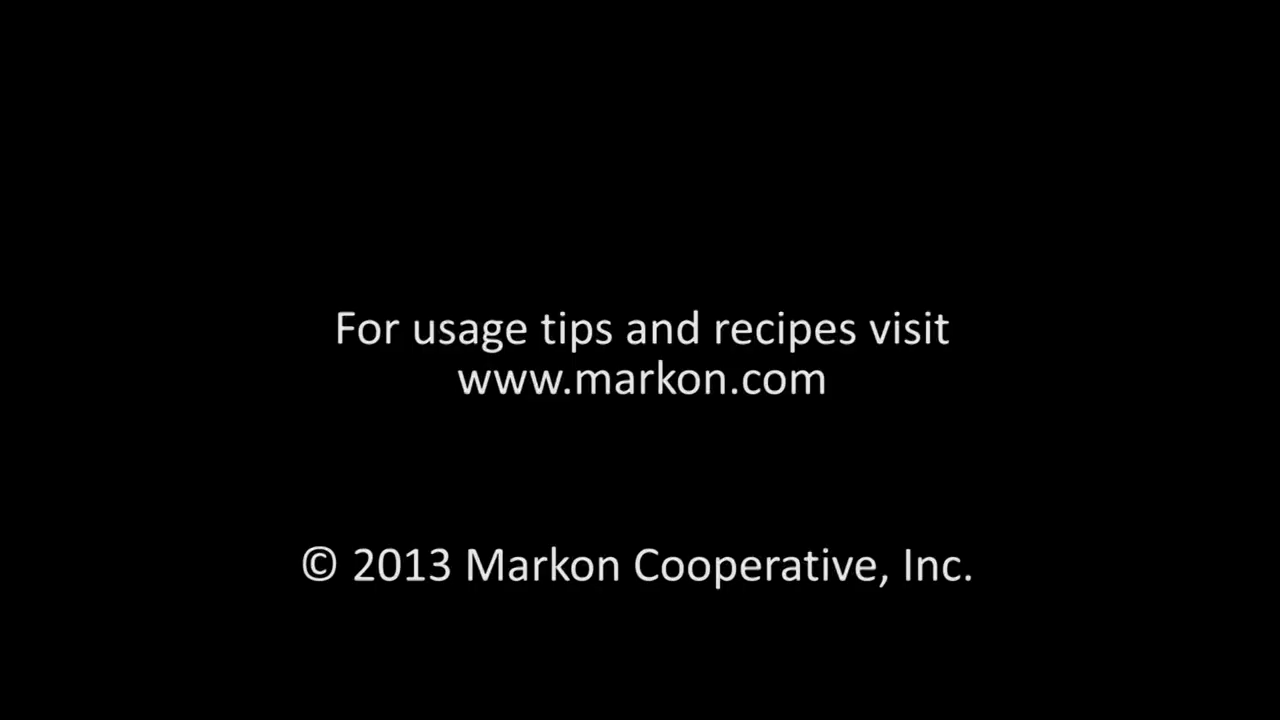 For usage tips and recipes visit
www.markon.com
© 2013 Markon Cooperative, Inc.